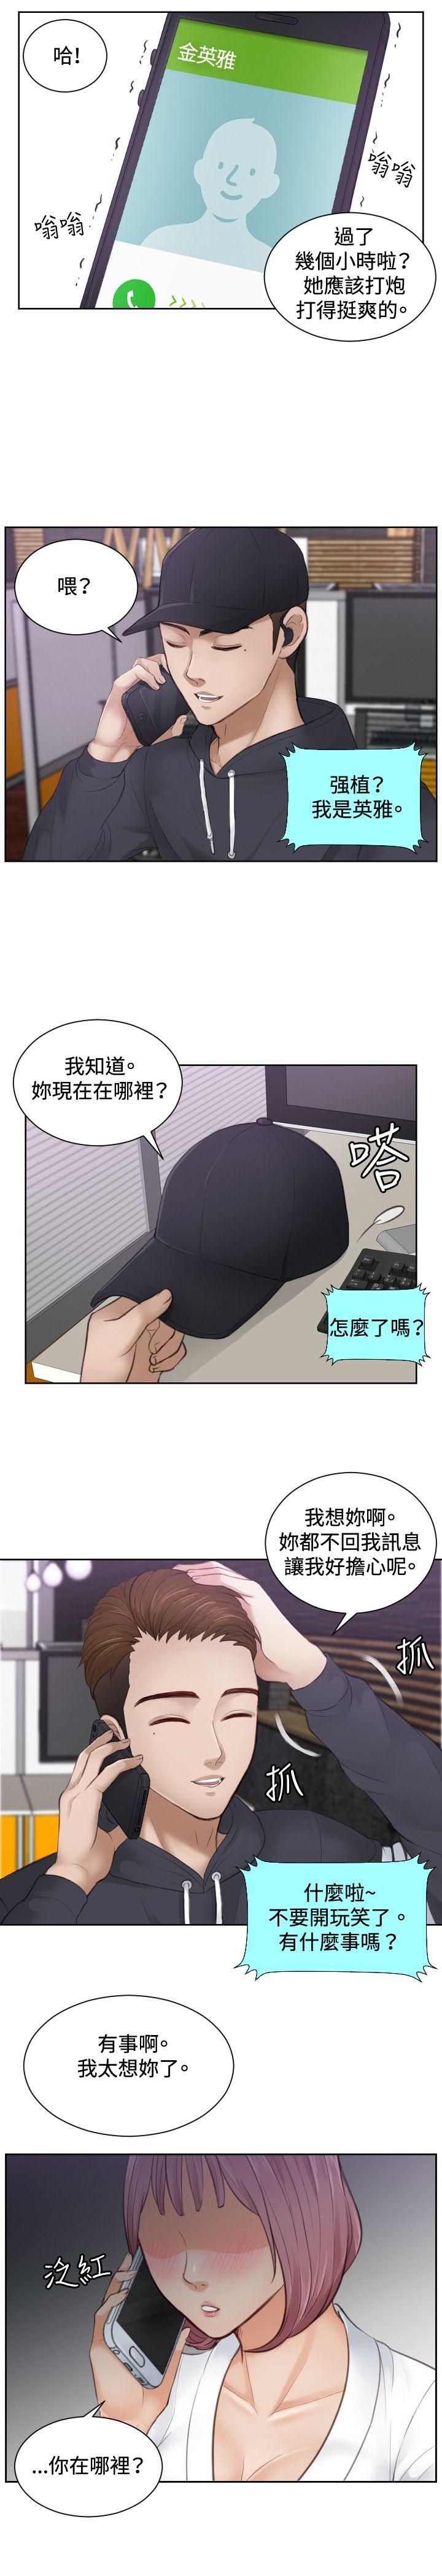 哈!
金英雅
嗡嗡
嗡嗡
過了
幾個小時啦?
她應該打炮
打得挺爽的。
喂?
强植?
我是英雅。
我知道。
妳現在在哪裡?
嗒
怎麼了嗎?
我想妳啊。
妳都不回我訊息
讓我好擔心呢。
抓
抓
什麼啦~
不要開玩笑了。
有什麼事嗎?
有事啊。
我太想妳了。
泛紅
...你在哪裡?